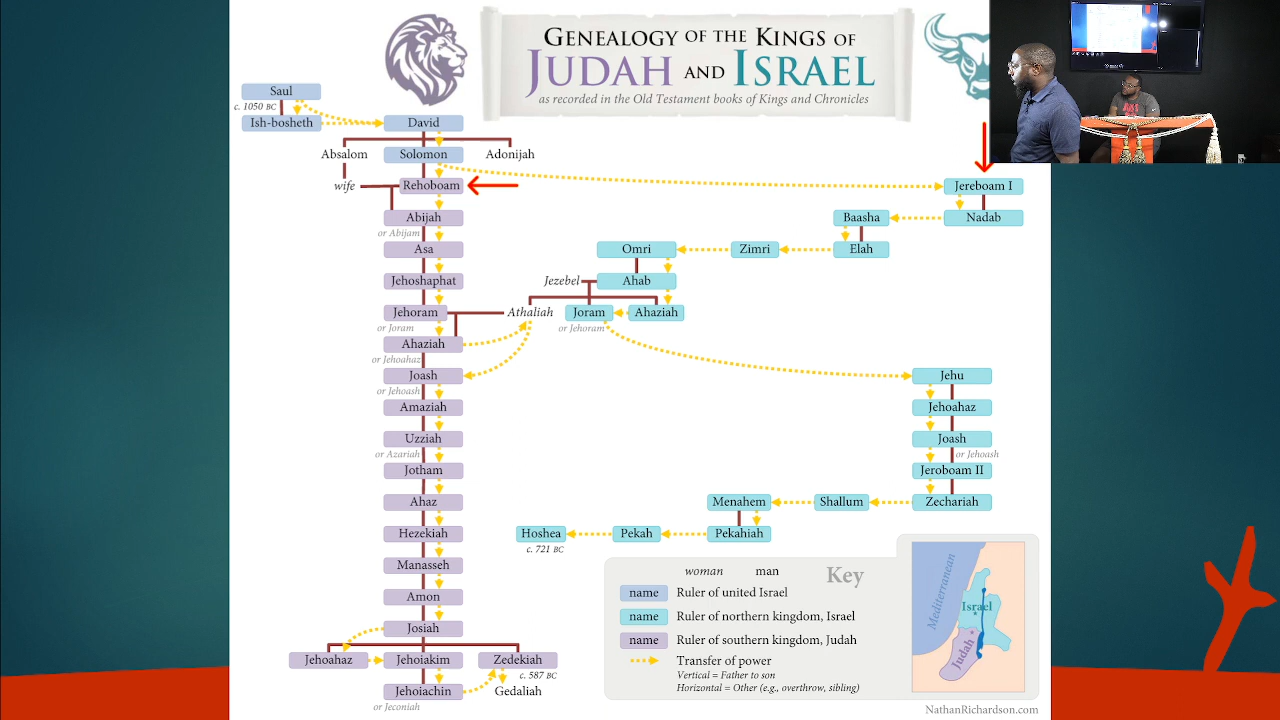 GENEALOGY OF THE KINGS OF
JUDAH AND ISRAEL
as recorded in the Old Testament books of Kings and Chronicles
Saul
c. 1050 BC
Ish-bosheth
David
Absalom
Solomon
Adonijah
wife
Rehoboam
Jereboam I
Abijah
or Abijam
Baasha
Nadab
Asa
Omri
Zimri
Elah
Jehoshaphat
Jezebel
Ahab
Jehoram
or Joram
Athaliah
Joram
or Jehoram
Ahaziah
Ahaziah
or Jehoahaz
Joash
or Jehoash
Jehu
Amaziah
Jehoahaz
Uzziah
or Azariah
Joash
or Jehoash
Jotham
Jeroboam II
Ahaz
Menahem
Shallum
Zechariah
Hezekiah
Hoshea
c. 721 BC
Pekah
Pekahiah
Manasseh
Amon
Josiah
Jehoahaz
Jehoiakim
Zedekiah
c. 587 BC
Jehoiachin
or Jeconiah
Gedaliah
woman
man
Key
name Ruler of united Israel
name Ruler of northern kingdom, Israel
name Ruler of southern kingdom, Judah
Transfer of power
Vertical = Father to son
Horizontal = Other (e.g., overthrow, sibling)
Mediterranean
Israel
Judah
NathanRichardson.com